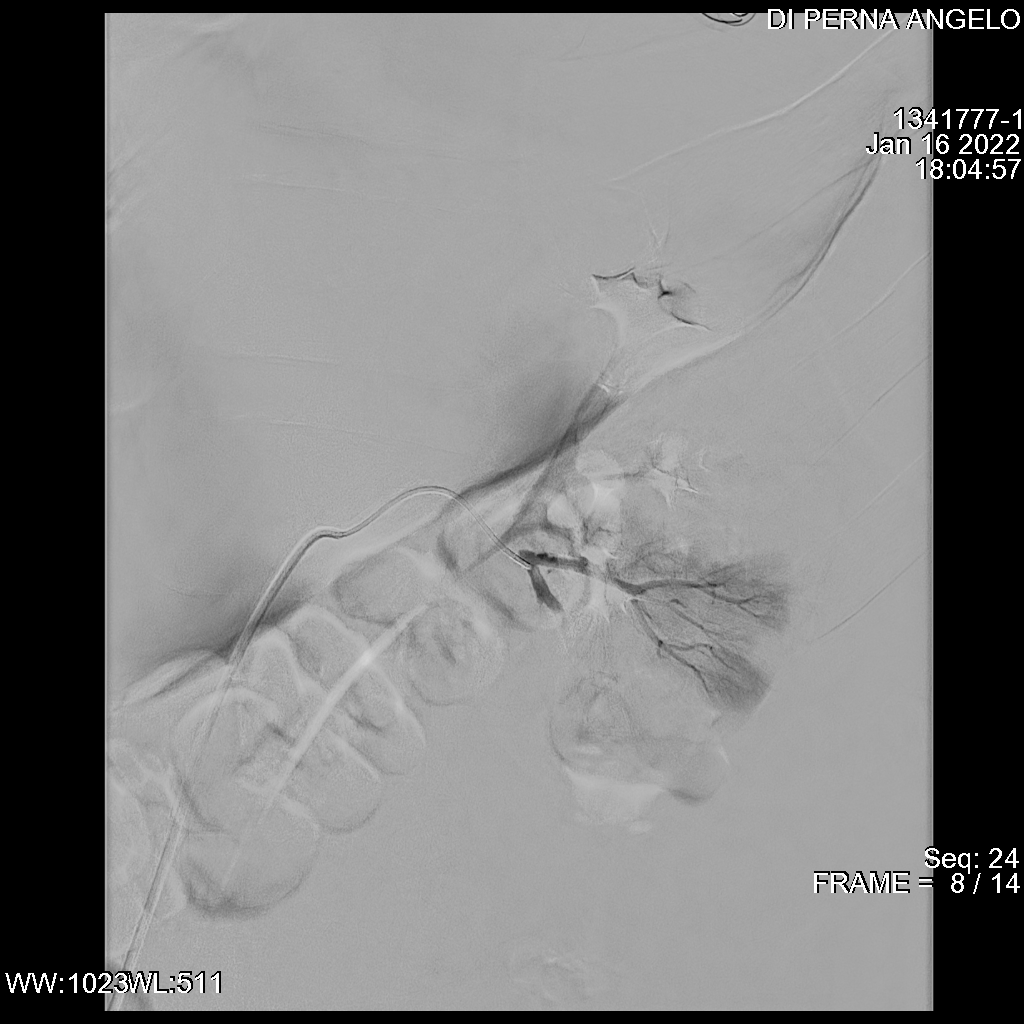 DI PERNA ANGELO
1341777-1
Jan 16 2022
18:04:57
Seq: 24
FRAME = 8 / 14
WW:1023WL:511